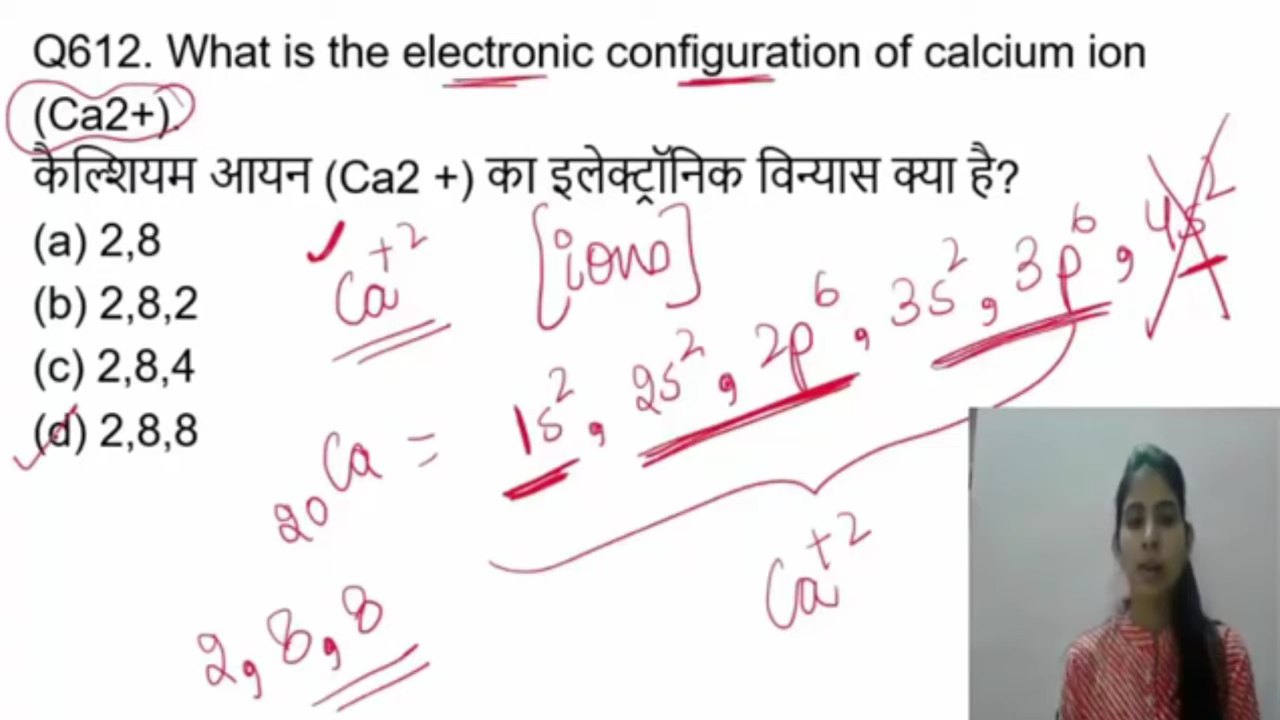 Q612. What is the electronic configuration of calcium ion
(Ca2+).
कैल्शियम आयन (Ca2 +) का इलेक्ट्रॉनिक विन्यास क्या है?
(a) 2,8
(b) 2,8,2
(c) 2,8,4
(d) 2,8,8
Ca+2 [ions]
20Ca = 1s2, 2s2, 2p6, 3s2, 3p6, 4s2
Ca+2
2,8,8